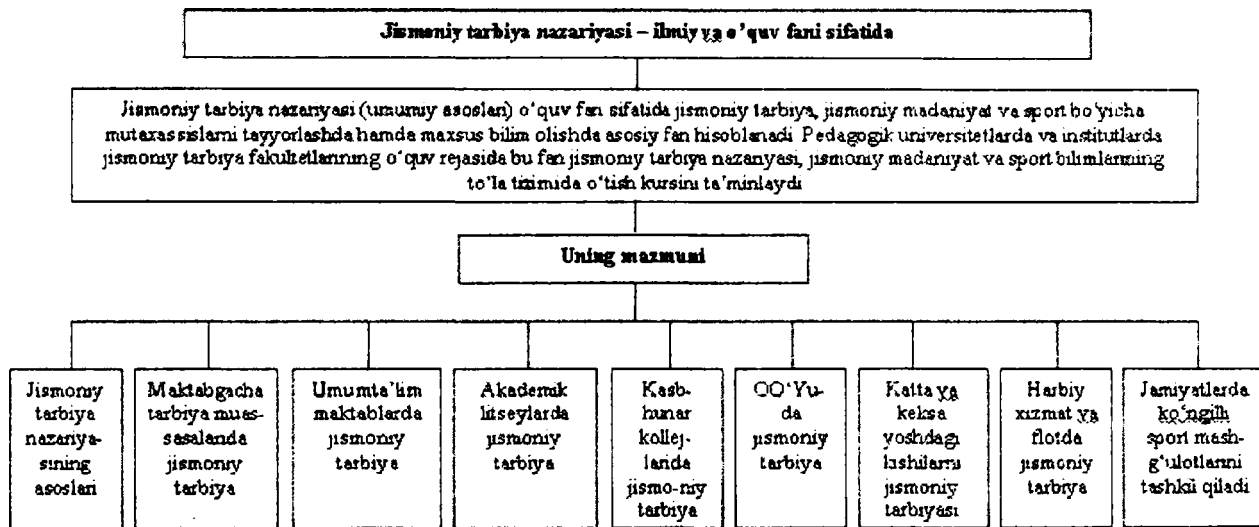 Jismoniy tarbiya nazariyasi – ilmiy va o‘quv fani sifatida
Jismoniy tarbiya nazariyasi (umumiy asoslari) o‘quv fan sifatida jismoniy tarbiya, jismoniy madaniyat va sport bo‘yicha
mutaxassislarni tayyorlashda hamda maxsus bilim olishda asosiy fan hisoblanadi. Pedagogik universitetlarda va institutlarda
jismoniy tarbiya fakultetlarining o‘quv rejasida bu fan jismoniy tarbiya nazariyasi, jismoniy madaniyat va sport bilimlarining
to‘la tizimida o‘tish kursini ta’minlaydi
Uning mazmuni
Jismoniy
tarbiya
nazariya-
sining
asoslari
Maktabgacha
tarbiya muas-
sasalarida
jismoniy
tarbiya
Umumta’lim
maktablarda
jismoniy
tarbiya
Akademik
litseylarda
jismoniy
tarbiya
Kasb-
hunar
kollej-
larida
jismo-niy
tarbiya
OO‘Yu-
da
jismoniy
tarbiya
Katta va
keksa
yoshdagi
kishilarni
jismoniy
tarbiyasi
Harbiy
xizmat va
flotda
jismoniy
tarbiya
Jamiyatlarda
ko‘ngilli
sport mash-
g‘ulotlarini
tashkil qiladi